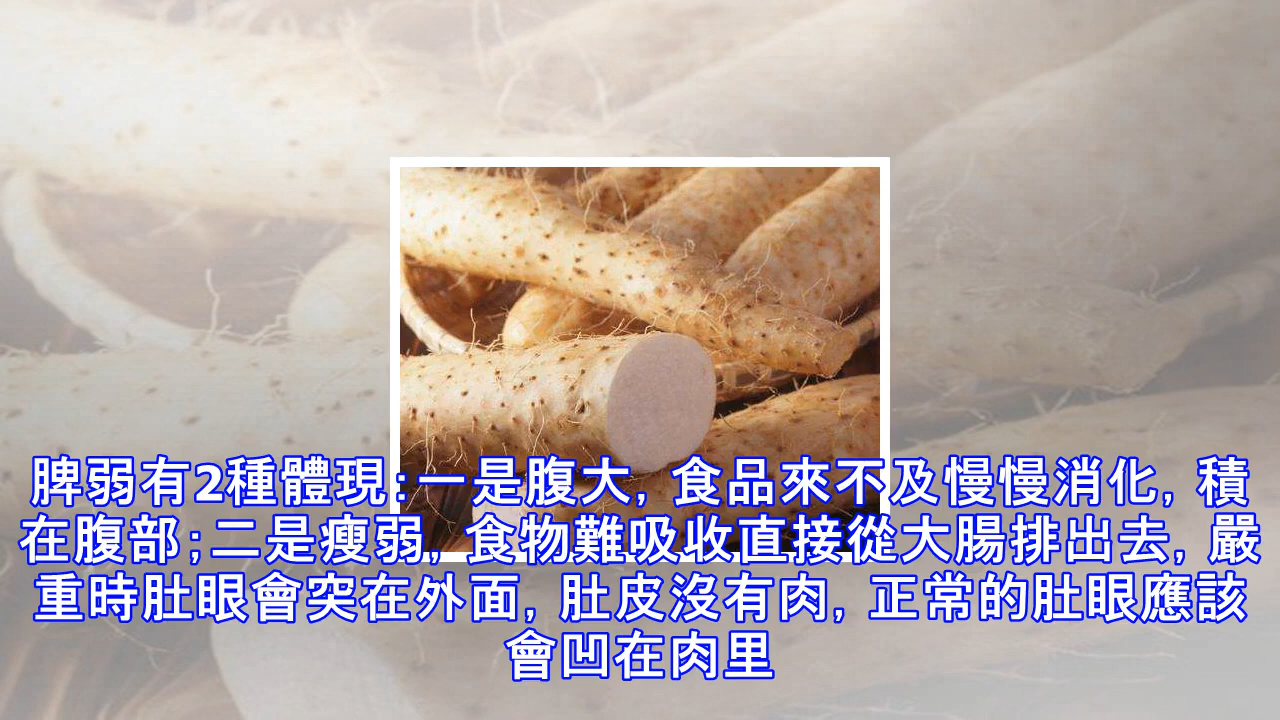 脾弱有2種體現:一是腹大, 食品來不及慢慢消化, 積
在腹部;二是瘦弱, 食物難吸收直接從大腸排出去, 嚴
重時肚眼會突在外面, 肚皮沒有肉, 正常的肚眼應該
會凹在肉里